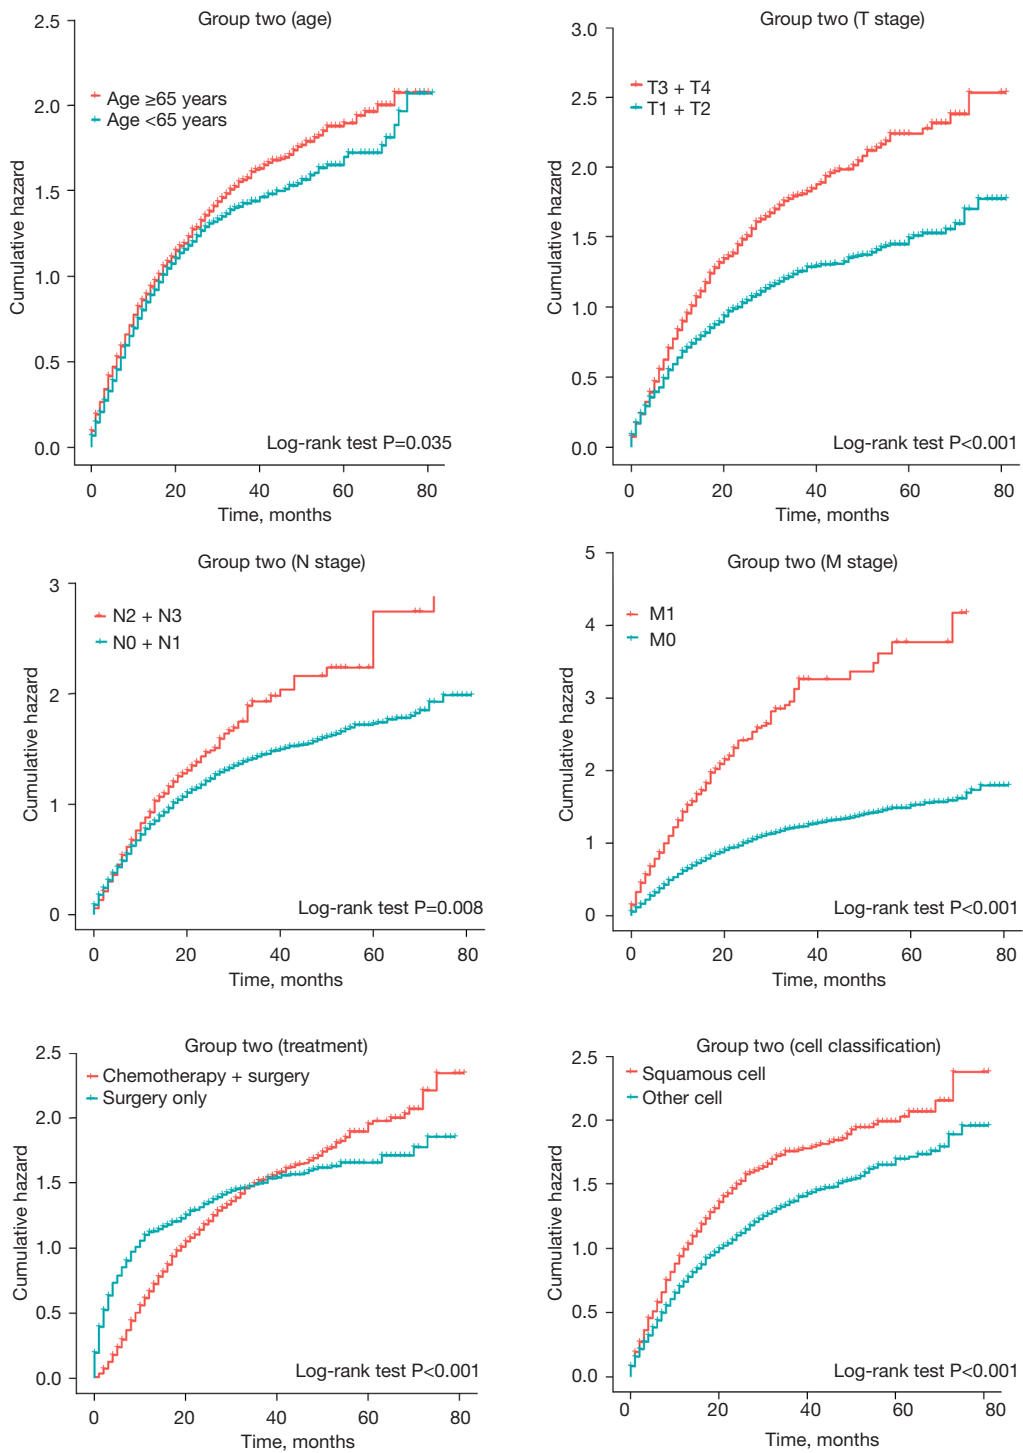 Group two (age)
2.5
2.0
1.5
1.0
0.5
0.0
Cumulative hazard
Age ≥65 years
Age <65 years
Log-rank test P=0.035
0 20 40 60 80
Time, months
Group two (T stage)
3.0
2.5
2.0
1.5
1.0
0.5
0.0
Cumulative hazard
T3 + T4
T1 + T2
Log-rank test P<0.001
0 20 40 60 80
Time, months
Group two (N stage)
3
2
1
0
Cumulative hazard
N2 + N3
N0 + N1
Log-rank test P=0.008
0 20 40 60 80
Time, months
Group two (M stage)
5
4
3
2
1
0
Cumulative hazard
M1
M0
Log-rank test P<0.001
0 20 40 60 80
Time, months
Group two (treatment)
2.5
2.0
1.5
1.0
0.5
0.0
Cumulative hazard
Chemotherapy + surgery
Surgery only
Log-rank test P<0.001
0 20 40 60 80
Time, months
Group two (cell classification)
2.5
2.0
1.5
1.0
0.5
0.0
Cumulative hazard
Squamous cell
Other cell
Log-rank test P<0.001
0 20 40 60 80
Time, months